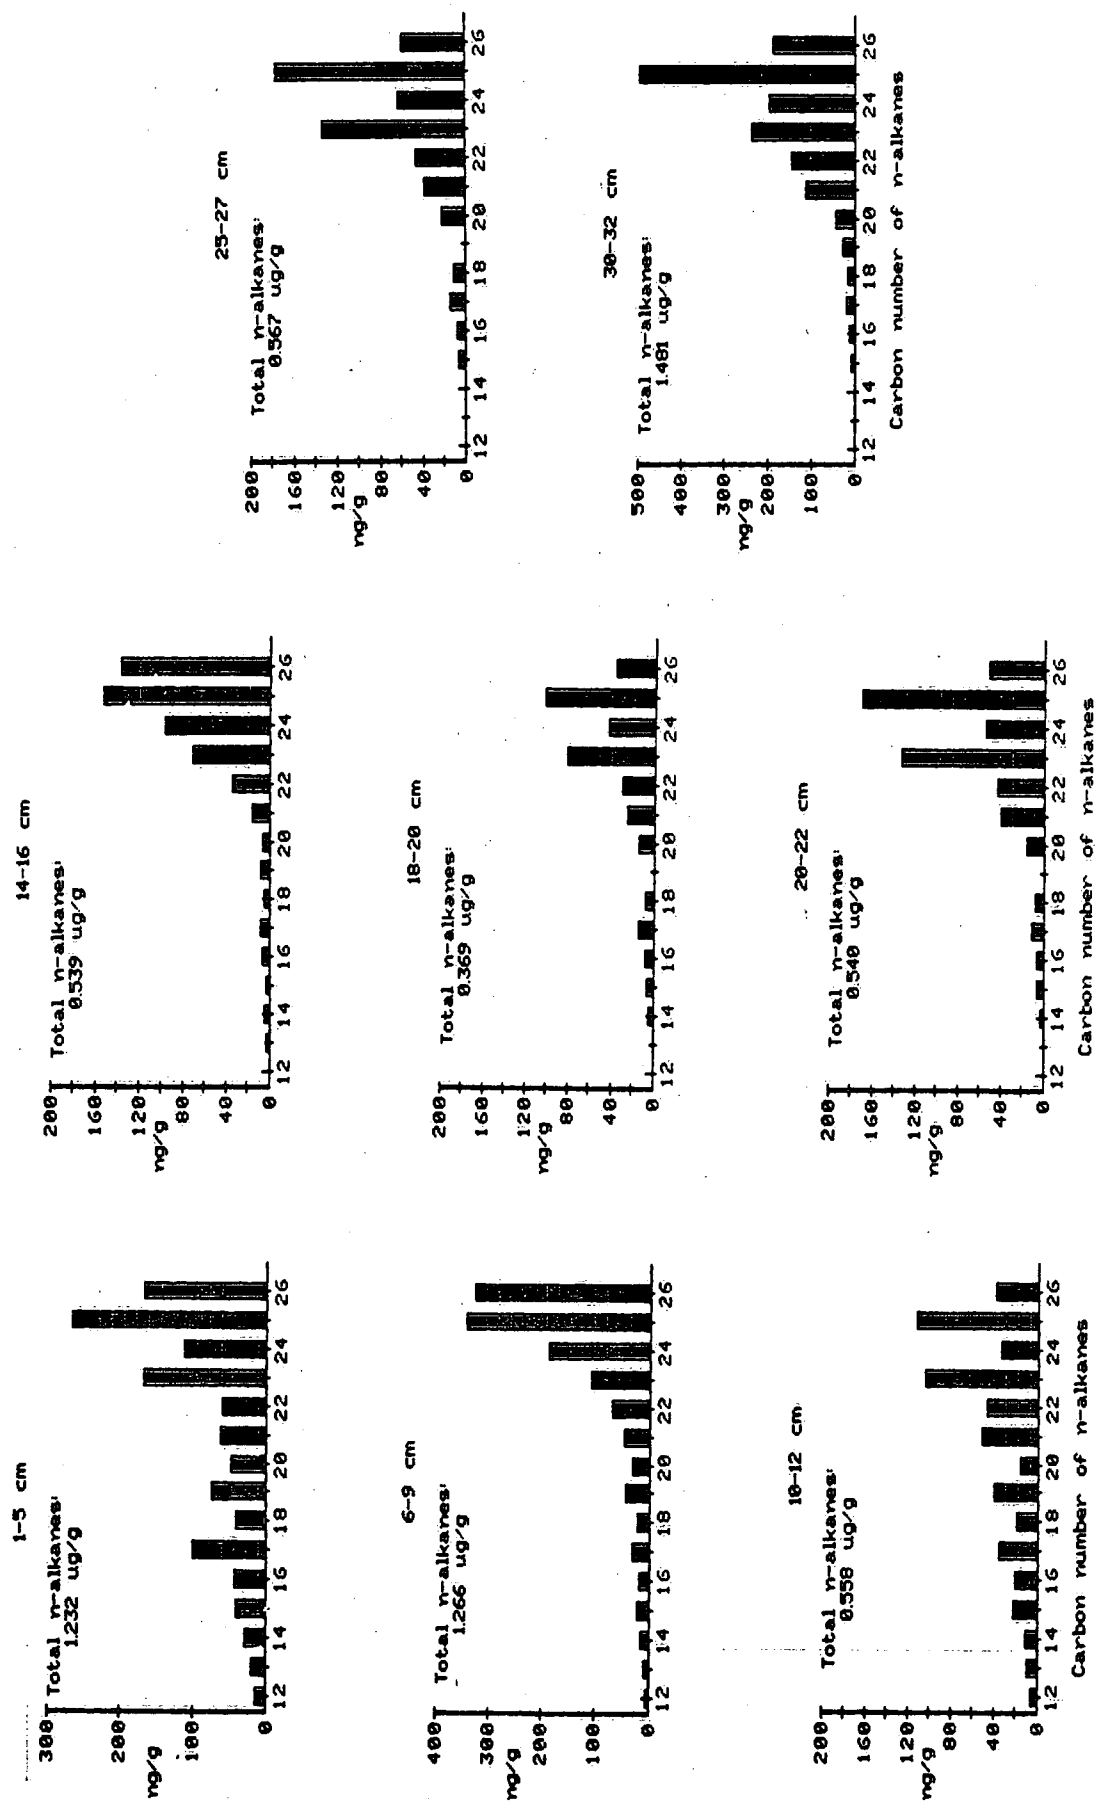 1-5 cm
Total n-alkanes:
1.232 ug/g
300
200
100
0
ng/g
12 14 16 18 20 22 24 26
6-9 cm
Total n-alkanes:
1.266 ug/g
400
300
200
100
0
ng/g
12 14 16 18 20 22 24 26
10-12 cm
Total n-alkanes:
0.558 ug/g
200
160
120
80
40
0
ng/g
12 14 16 18 20 22 24 26
Carbon number of n-alkanes
14-16 cm
Total n-alkanes:
0.539 ug/g
200
160
120
80
40
0
ng/g
12 14 16 18 20 22 24 26
18-20 cm
Total n-alkanes:
0.369 ug/g
200
160
120
80
40
0
ng/g
12 14 16 18 20 22 24 26
20-22 cm
Total n-alkanes:
0.540 ug/g
200
160
120
80
40
0
ng/g
12 14 16 18 20 22 24 26
Carbon number of n-alkanes
25-27 cm
Total n-alkanes:
0.567 ug/g
200
160
120
80
40
0
ng/g
12 14 16 18 20 22 24 26
30-32 cm
Total n-alkanes:
1.481 ug/g
500
400
300
200
100
0
ng/g
12 14 16 18 20 22 24 26
Carbon number of n-alkanes